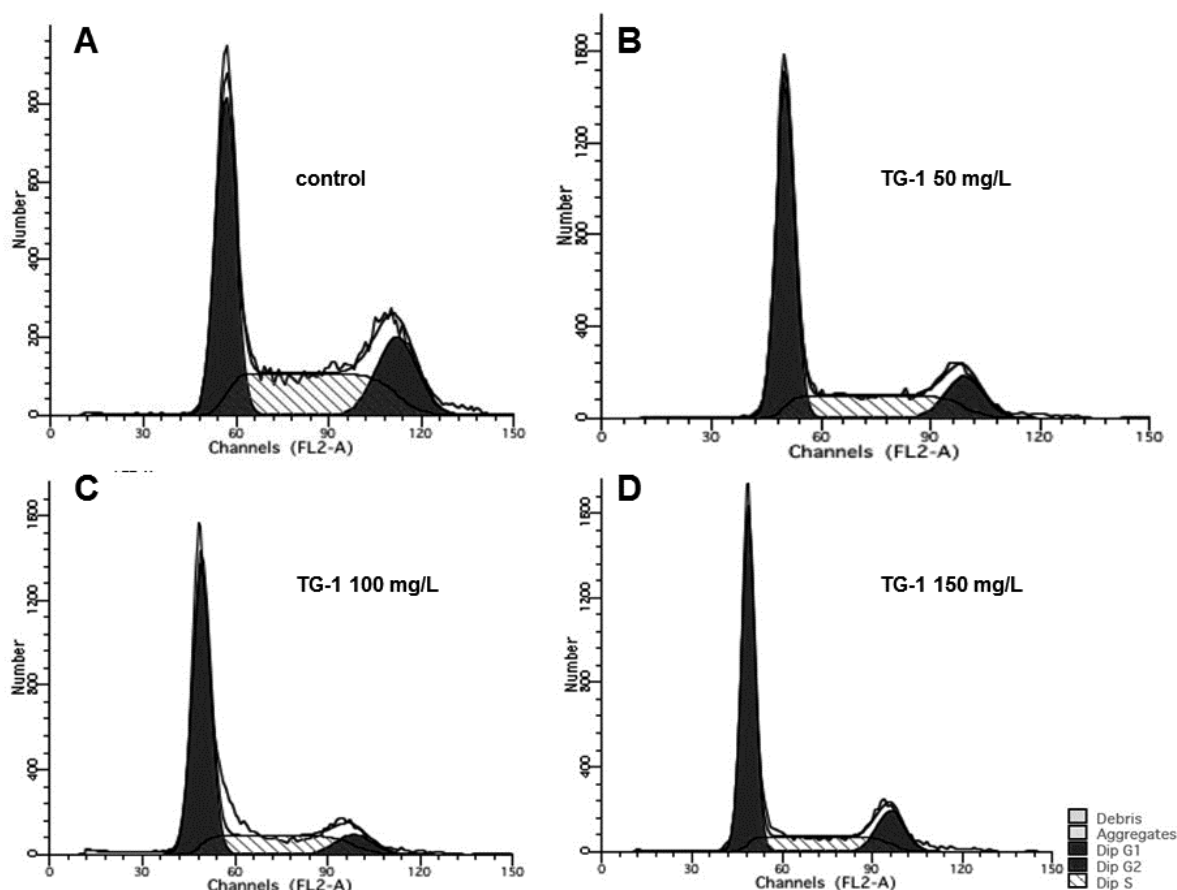 A
control
Number
800
600
400
200
0
0 30 60 90 120 150
Channels (FL2-A)
B
TG-1 50 mg/L
Number
1600
1200
800
400
0
0 30 60 90 120 150
Channels (FL2-A)
C
TG-1 100 mg/L
Number
1600
1200
800
400
0
0 30 60 90 120 150
Channels (FL2-A)
D
TG-1 150 mg/L
Number
1600
1200
800
400
0
0 30 60 90 120 150
Channels (FL2-A)
Debris
Aggregates
Dip G1
Dip G2
Dip S